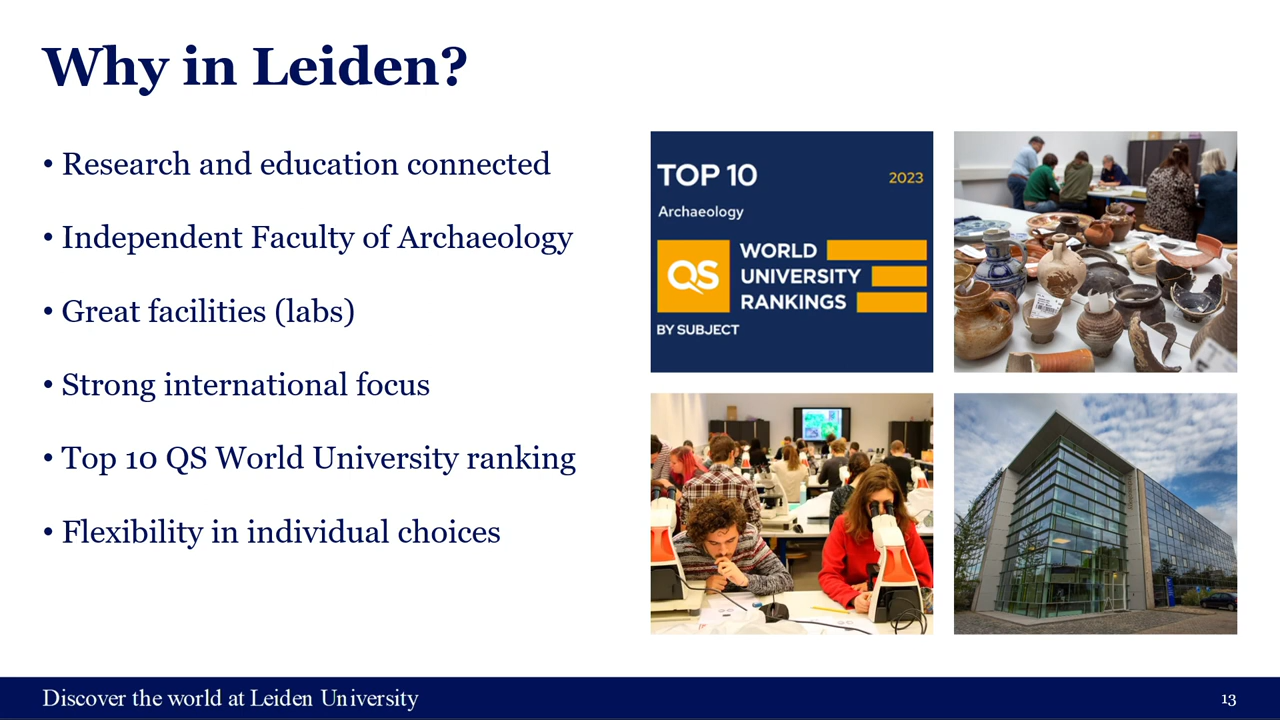 Why in Leiden?
• Research and education connected
• Independent Faculty of Archaeology
• Great facilities (labs)
• Strong international focus
• Top 10 QS World University ranking
• Flexibility in individual choices
TOP 10
2023
Archaeology
QS
WORLD
UNIVERSITY
RANKINGS
BY SUBJECT
Discover the world at Leiden University
13